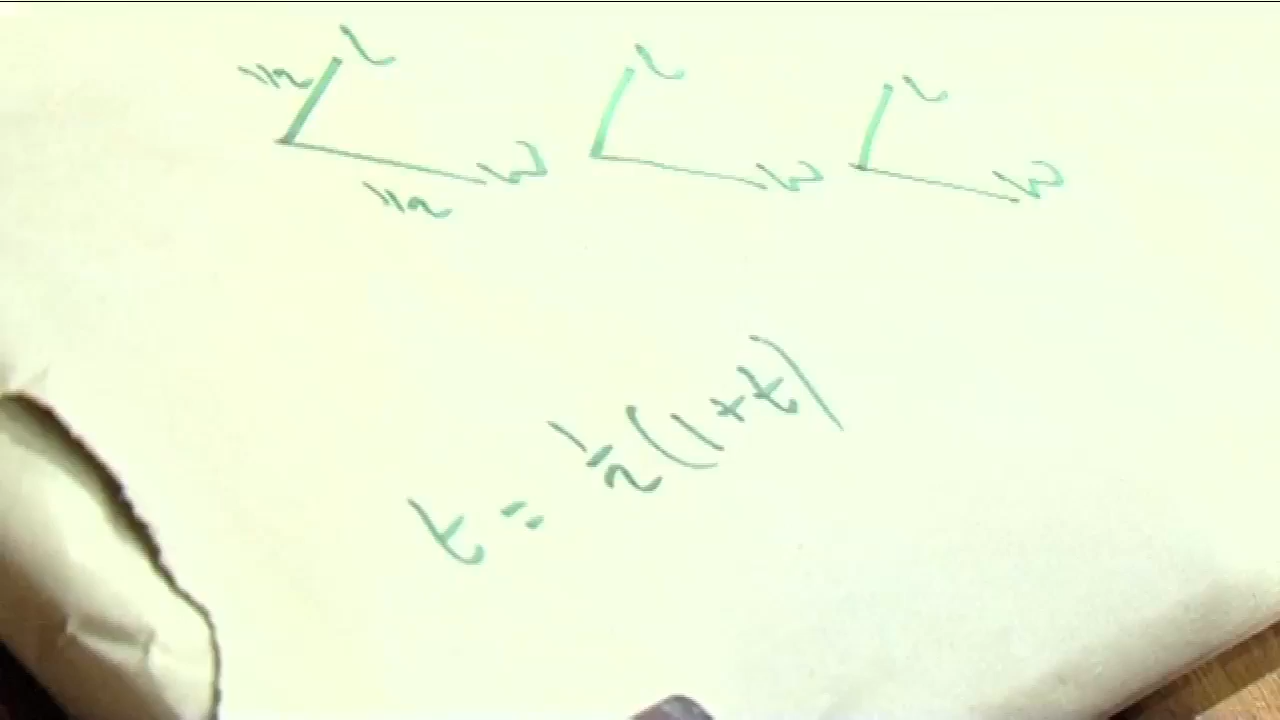 1/2 L L L
1/2 W W W
t = 1/2 (1 + t)